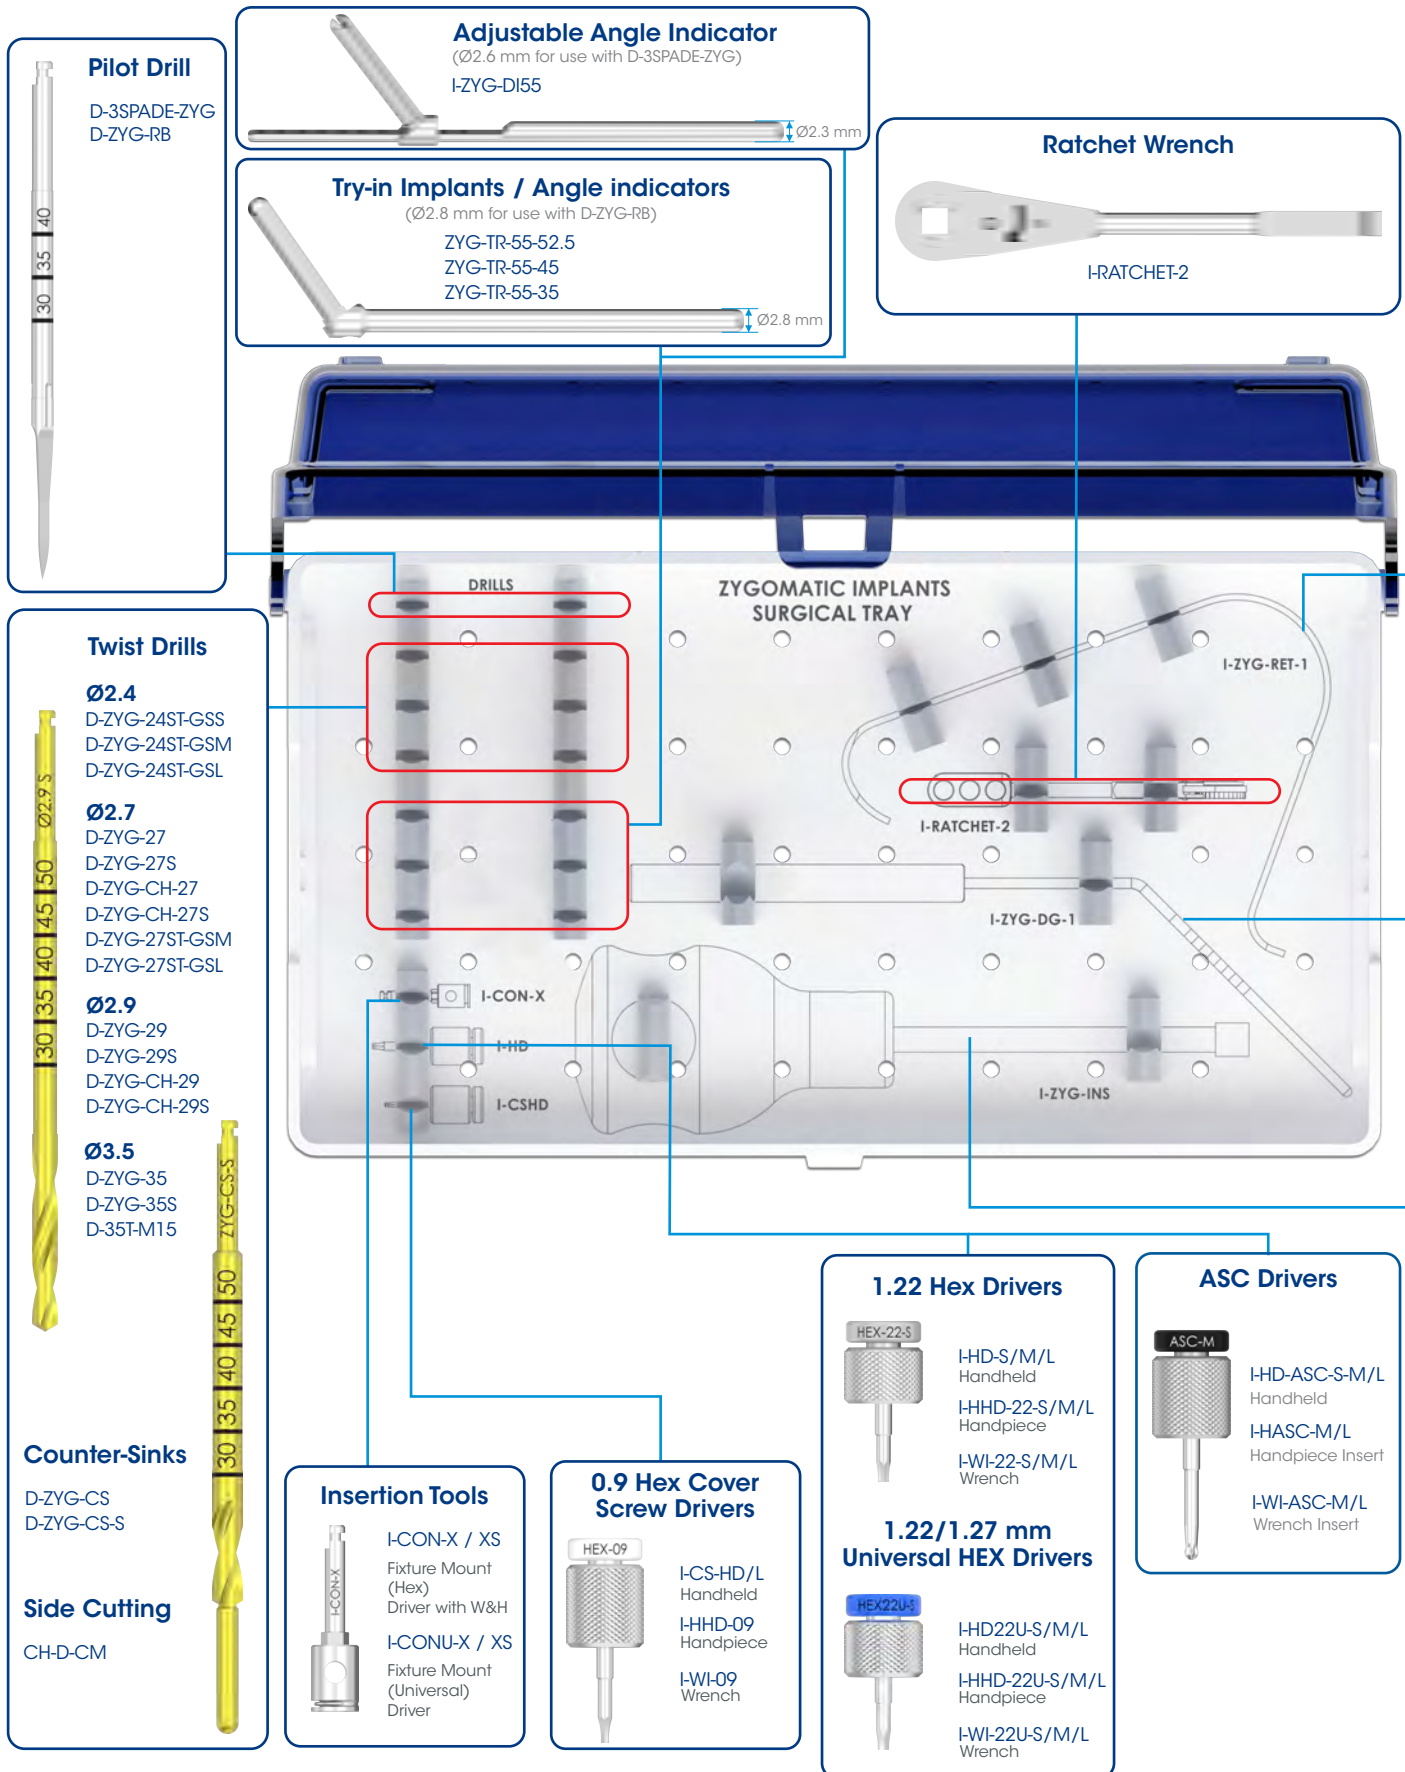 Pilot Drill
D-3SPADE-ZYG
D-ZYG-RB
40
35
30
Adjustable Angle Indicator
(Ø2.6 mm for use with D-3SPADE-ZYG)
I-ZYG-DI55
Ø2.3 mm
Try-in Implants / Angle indicators
(Ø2.8 mm for use with D-ZYG-RB)
ZYG-TR-55-52.5
ZYG-TR-55-45
ZYG-TR-55-35
Ø2.8 mm
Ratchet Wrench
I-RATCHET-2
DRILLS
ZYGOMATIC IMPLANTS
SURGICAL TRAY
I-ZYG-RET-1
I-RATCHET-2
I-ZYG-DG-1
I-CON-X
I-HD
I-CSHD
I-ZYG-INS
Twist Drills
Ø2.4
D-ZYG-24ST-GSS
D-ZYG-24ST-GSM
D-ZYG-24ST-GSL
Ø2.7
D-ZYG-27
D-ZYG-27S
D-ZYG-CH-27
D-ZYG-CH-27S
D-ZYG-27ST-GSM
D-ZYG-27ST-GSL
Ø2.9
D-ZYG-29
D-ZYG-29S
D-ZYG-CH-29
D-ZYG-CH-29S
Ø3.5
D-ZYG-35
D-ZYG-35S
D-35T-M15
Ø2.9 S
30 35 40 45 50
ZYG-CS-S
30 35 40 45 50
Counter-Sinks
D-ZYG-CS
D-ZYG-CS-S
Side Cutting
CH-D-CM
Insertion Tools
I-CON-X
I-CON-X / XS
Fixture Mount
(Hex)
Driver with W&H
I-CONU-X / XS
Fixture Mount
(Universal)
Driver
0.9 Hex Cover
Screw Drivers
HEX-09
I-CS-HD/L
Handheld
I-HHD-09
Handpiece
I-WI-09
Wrench
1.22 Hex Drivers
HEX-22-S
I-HD-S/M/L
Handheld
I-HHD-22-S/M/L
Handpiece
I-WI-22-S/M/L
Wrench
1.22/1.27 mm
Universal HEX Drivers
HEX22U-S
I-HD22U-S/M/L
Handheld
I-HHD-22U-S/M/L
Handpiece
I-WI-22U-S/M/L
Wrench
ASC Drivers
ASC-M
I-HD-ASC-S-M/L
Handheld
I-HASC-M/L
Handpiece Insert
I-WI-ASC-M/L
Wrench Insert